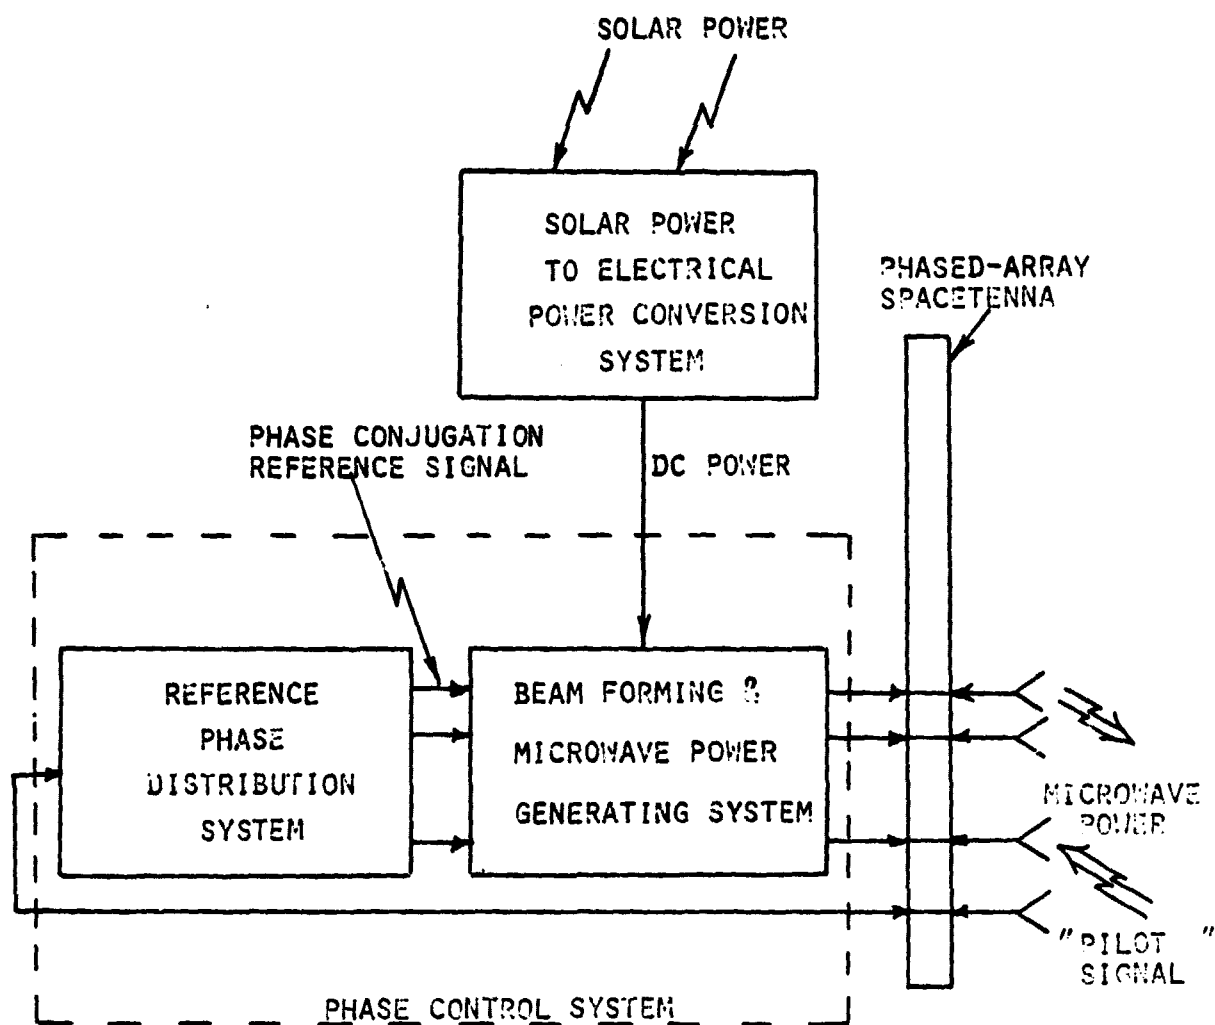 SOLAR POWER
SOLAR POWER
TO ELECTRICAL
POWER CONVERSION
SYSTEM
PHASED-ARRAY
SPACETENNA
PHASE CONJUGATION
REFERENCE SIGNAL
DC POWER
REFERENCE
PHASE
DISTRIBUTION
SYSTEM
BEAM FORMING &
MICROWAVE POWER
GENERATING SYSTEM
MICROWAVE
POWER
"PILOT "
SIGNAL
PHASE CONTROL SYSTEM